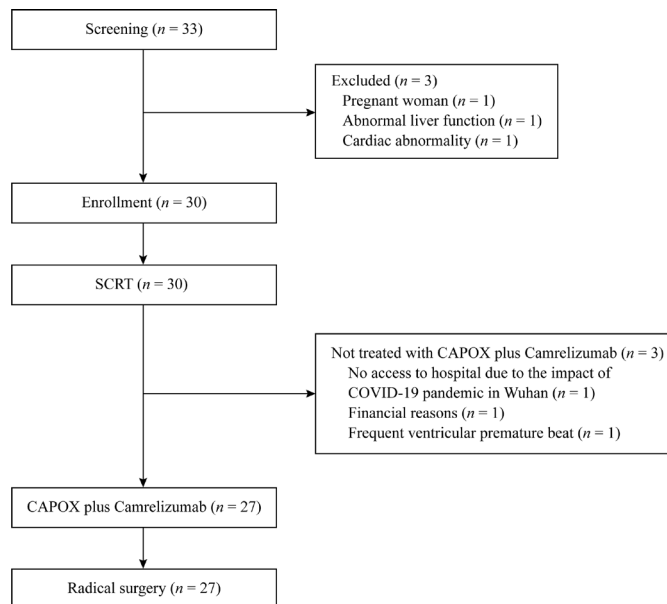 Screening (n = 33)
Excluded (n = 3)
Pregnant woman (n = 1)
Abnormal liver function (n = 1)
Cardiac abnormality (n = 1)
Enrollment (n = 30)
SCRT (n = 30)
Not treated with CAPOX plus Camrelizumab (n = 3)
No access to hospital due to the impact of
COVID-19 pandemic in Wuhan (n = 1)
Financial reasons (n = 1)
Frequent ventricular premature beat (n = 1)
CAPOX plus Camrelizumab (n = 27)
Radical surgery (n = 27)